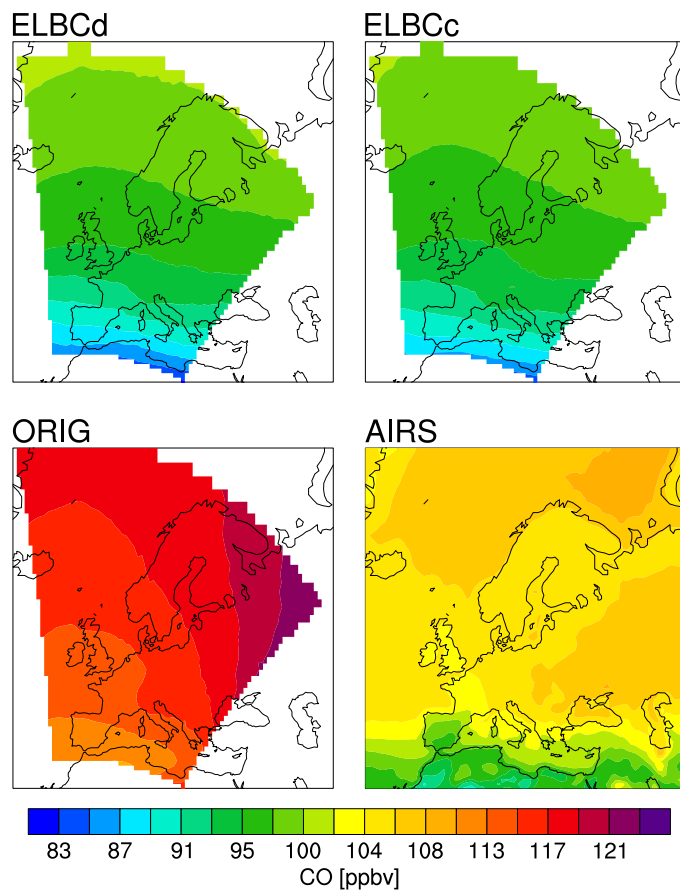 ELBCd
ELBCc
ORIG
AIRS
83 87 91 95 100 104 108 113 117 121
CO [ppbv]